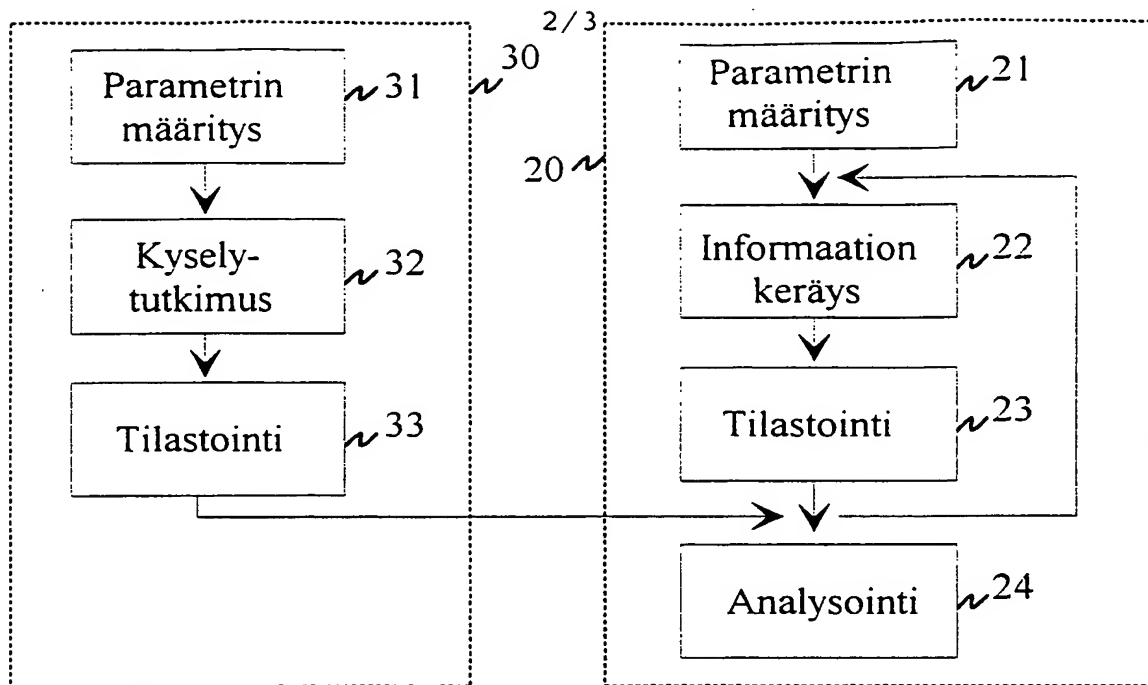 2/3
30
Parametrin
määritys
31
Kysely-
tutkimus
32
Tilastointi
33
20
Parametrin
määritys
21
Informaation
keräys
22
Tilastointi
23
Analysointi
24